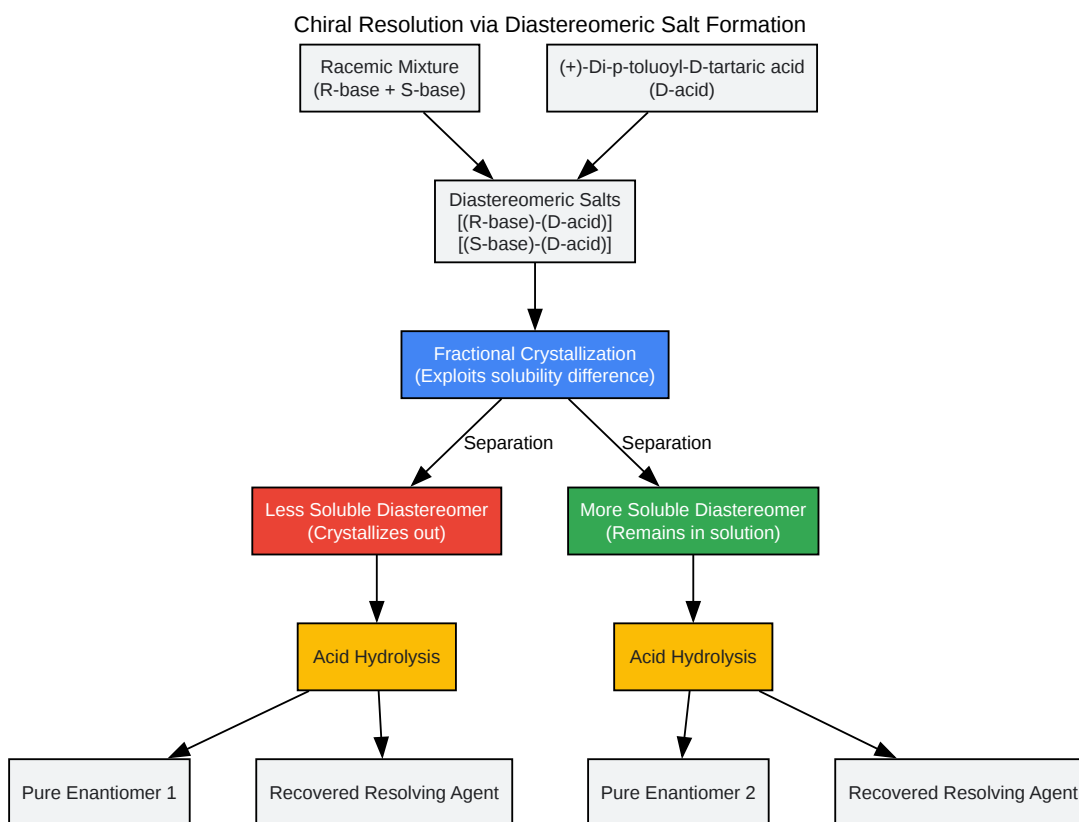 Chiral Resolution via Diastereomeric Salt Formation
Racemic Mixture
(R-base + S-base)
(+)-Di-p-toluoyl-D-tartaric acid
(D-acid)
Diastereomeric Salts
[(R-base)-(D-acid)]
[(S-base)-(D-acid)]
Fractional Crystallization
(Exploits solubility difference)
Separation
Separation
Less Soluble Diastereomer
(Crystallizes out)
More Soluble Diastereomer
(Remains in solution)
Acid Hydrolysis
Acid Hydrolysis
Pure Enantiomer 1
Recovered Resolving Agent
Pure Enantiomer 2
Recovered Resolving Agent